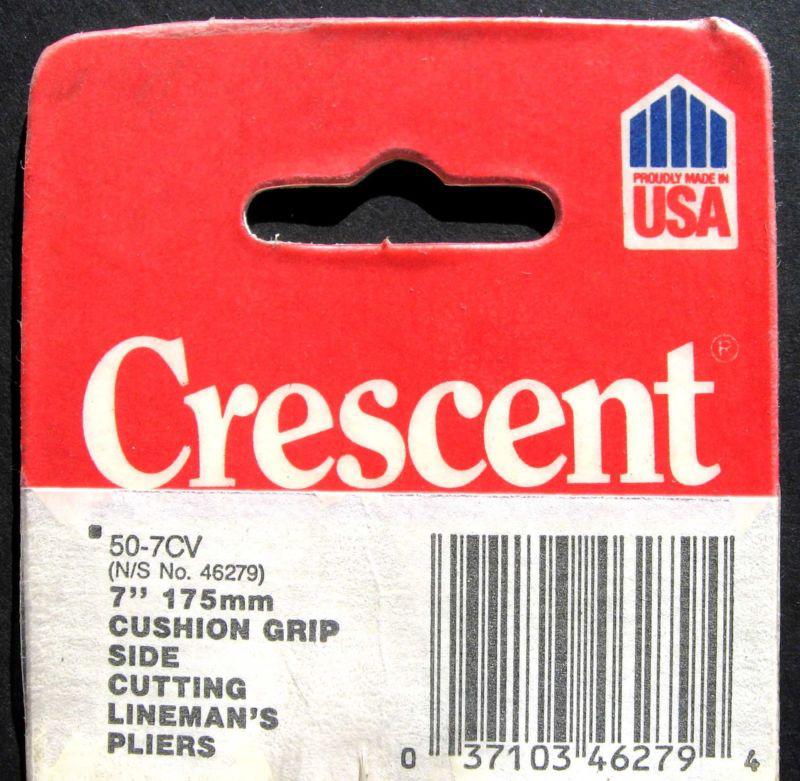 PROUDLY MADE IN
USA
Crescent®
50-7CV
(N/S No. 46279)
7'' 175mm
CUSHION GRIP
SIDE
CUTTING
LINEMAN'S
PLIERS
0 37103 46279 4